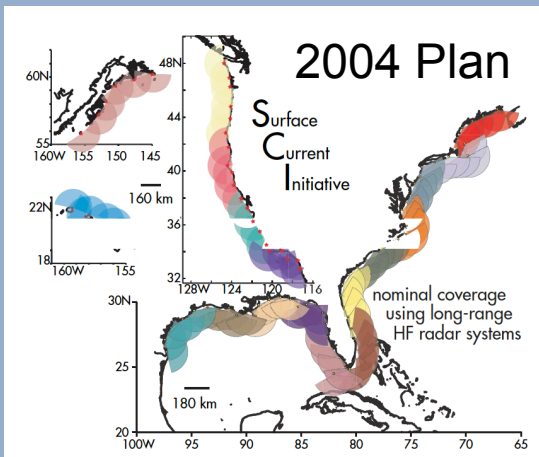 2004 Plan
Surface
Current
Initiative
60N
55
160W 155 150 145
160 km
22N
18
160W 155
48N
44
40
36
32
128W 124 120 116
nominal coverage
using long-range
HF radar systems
30N
25
20
180 km
100W 95 90 85 80 75 70 65